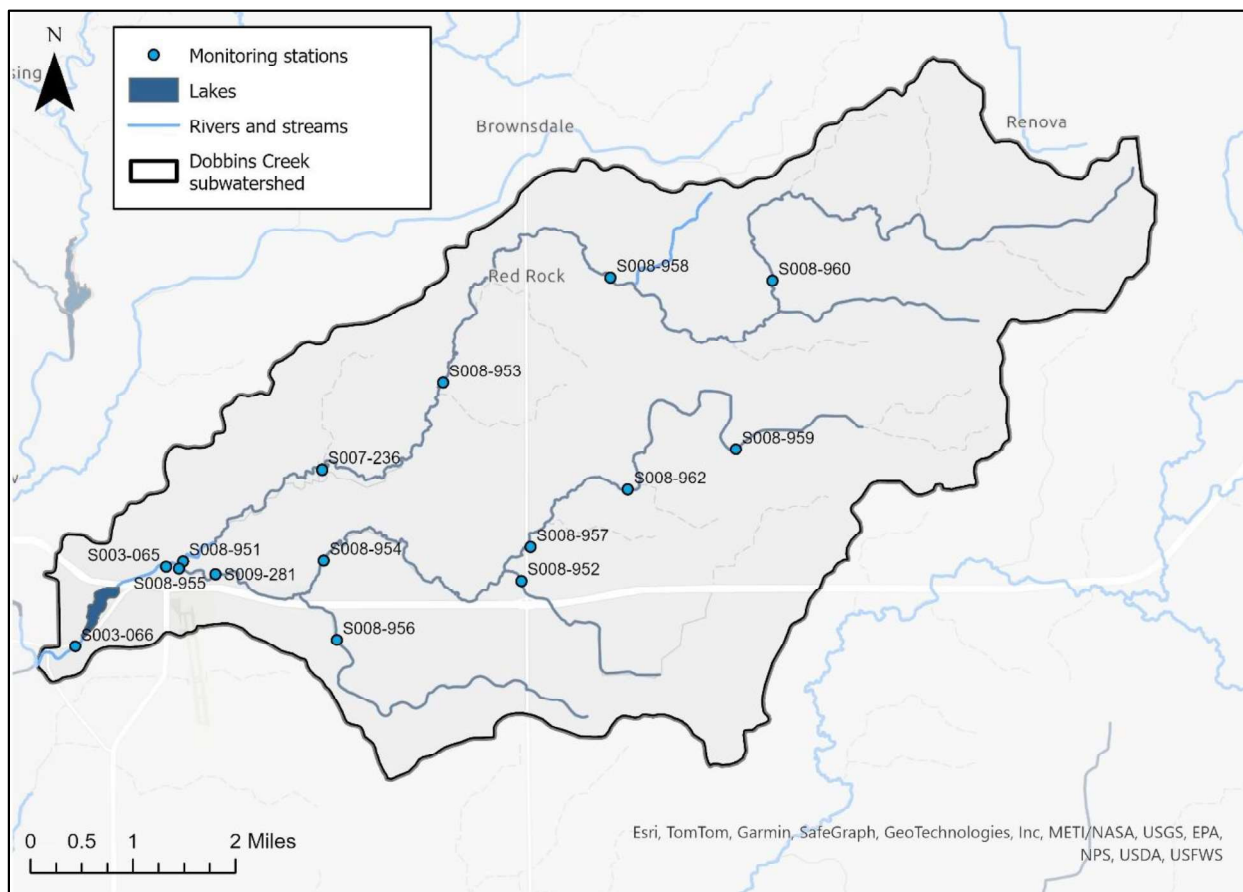 N
sing
Monitoring stations
Lakes
Rivers and streams
Dobbins Creek
subwatershed
Brownsdale
Renova
Red Rock
S008-958
S008-960
S008-953
S008-959
S007-236
S008-962
S008-957
S003-065
S008-951
S008-954
S008-955
S009-281
S008-952
S003-066
S008-956
0 0.5 1 2 Miles
Esri, TomTom, Garmin, SafeGraph, GeoTechnologies, Inc, METI/NASA, USGS, EPA,
NPS, USDA, USFWS